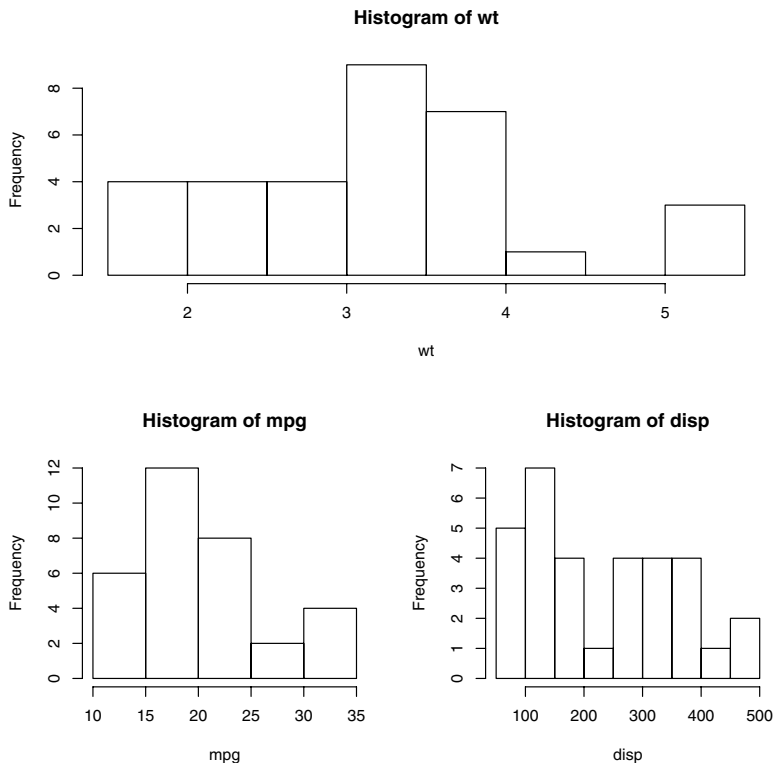 Histogram of wt
Frequency
0 2 4 6 8
2 3 4 5
wt
Histogram of mpg
Frequency
0 2 4 6 8 10 12
10 15 20 25 30 35
mpg
Histogram of disp
Frequency
0 1 2 3 4 5 6 7
100 200 300 400 500
disp